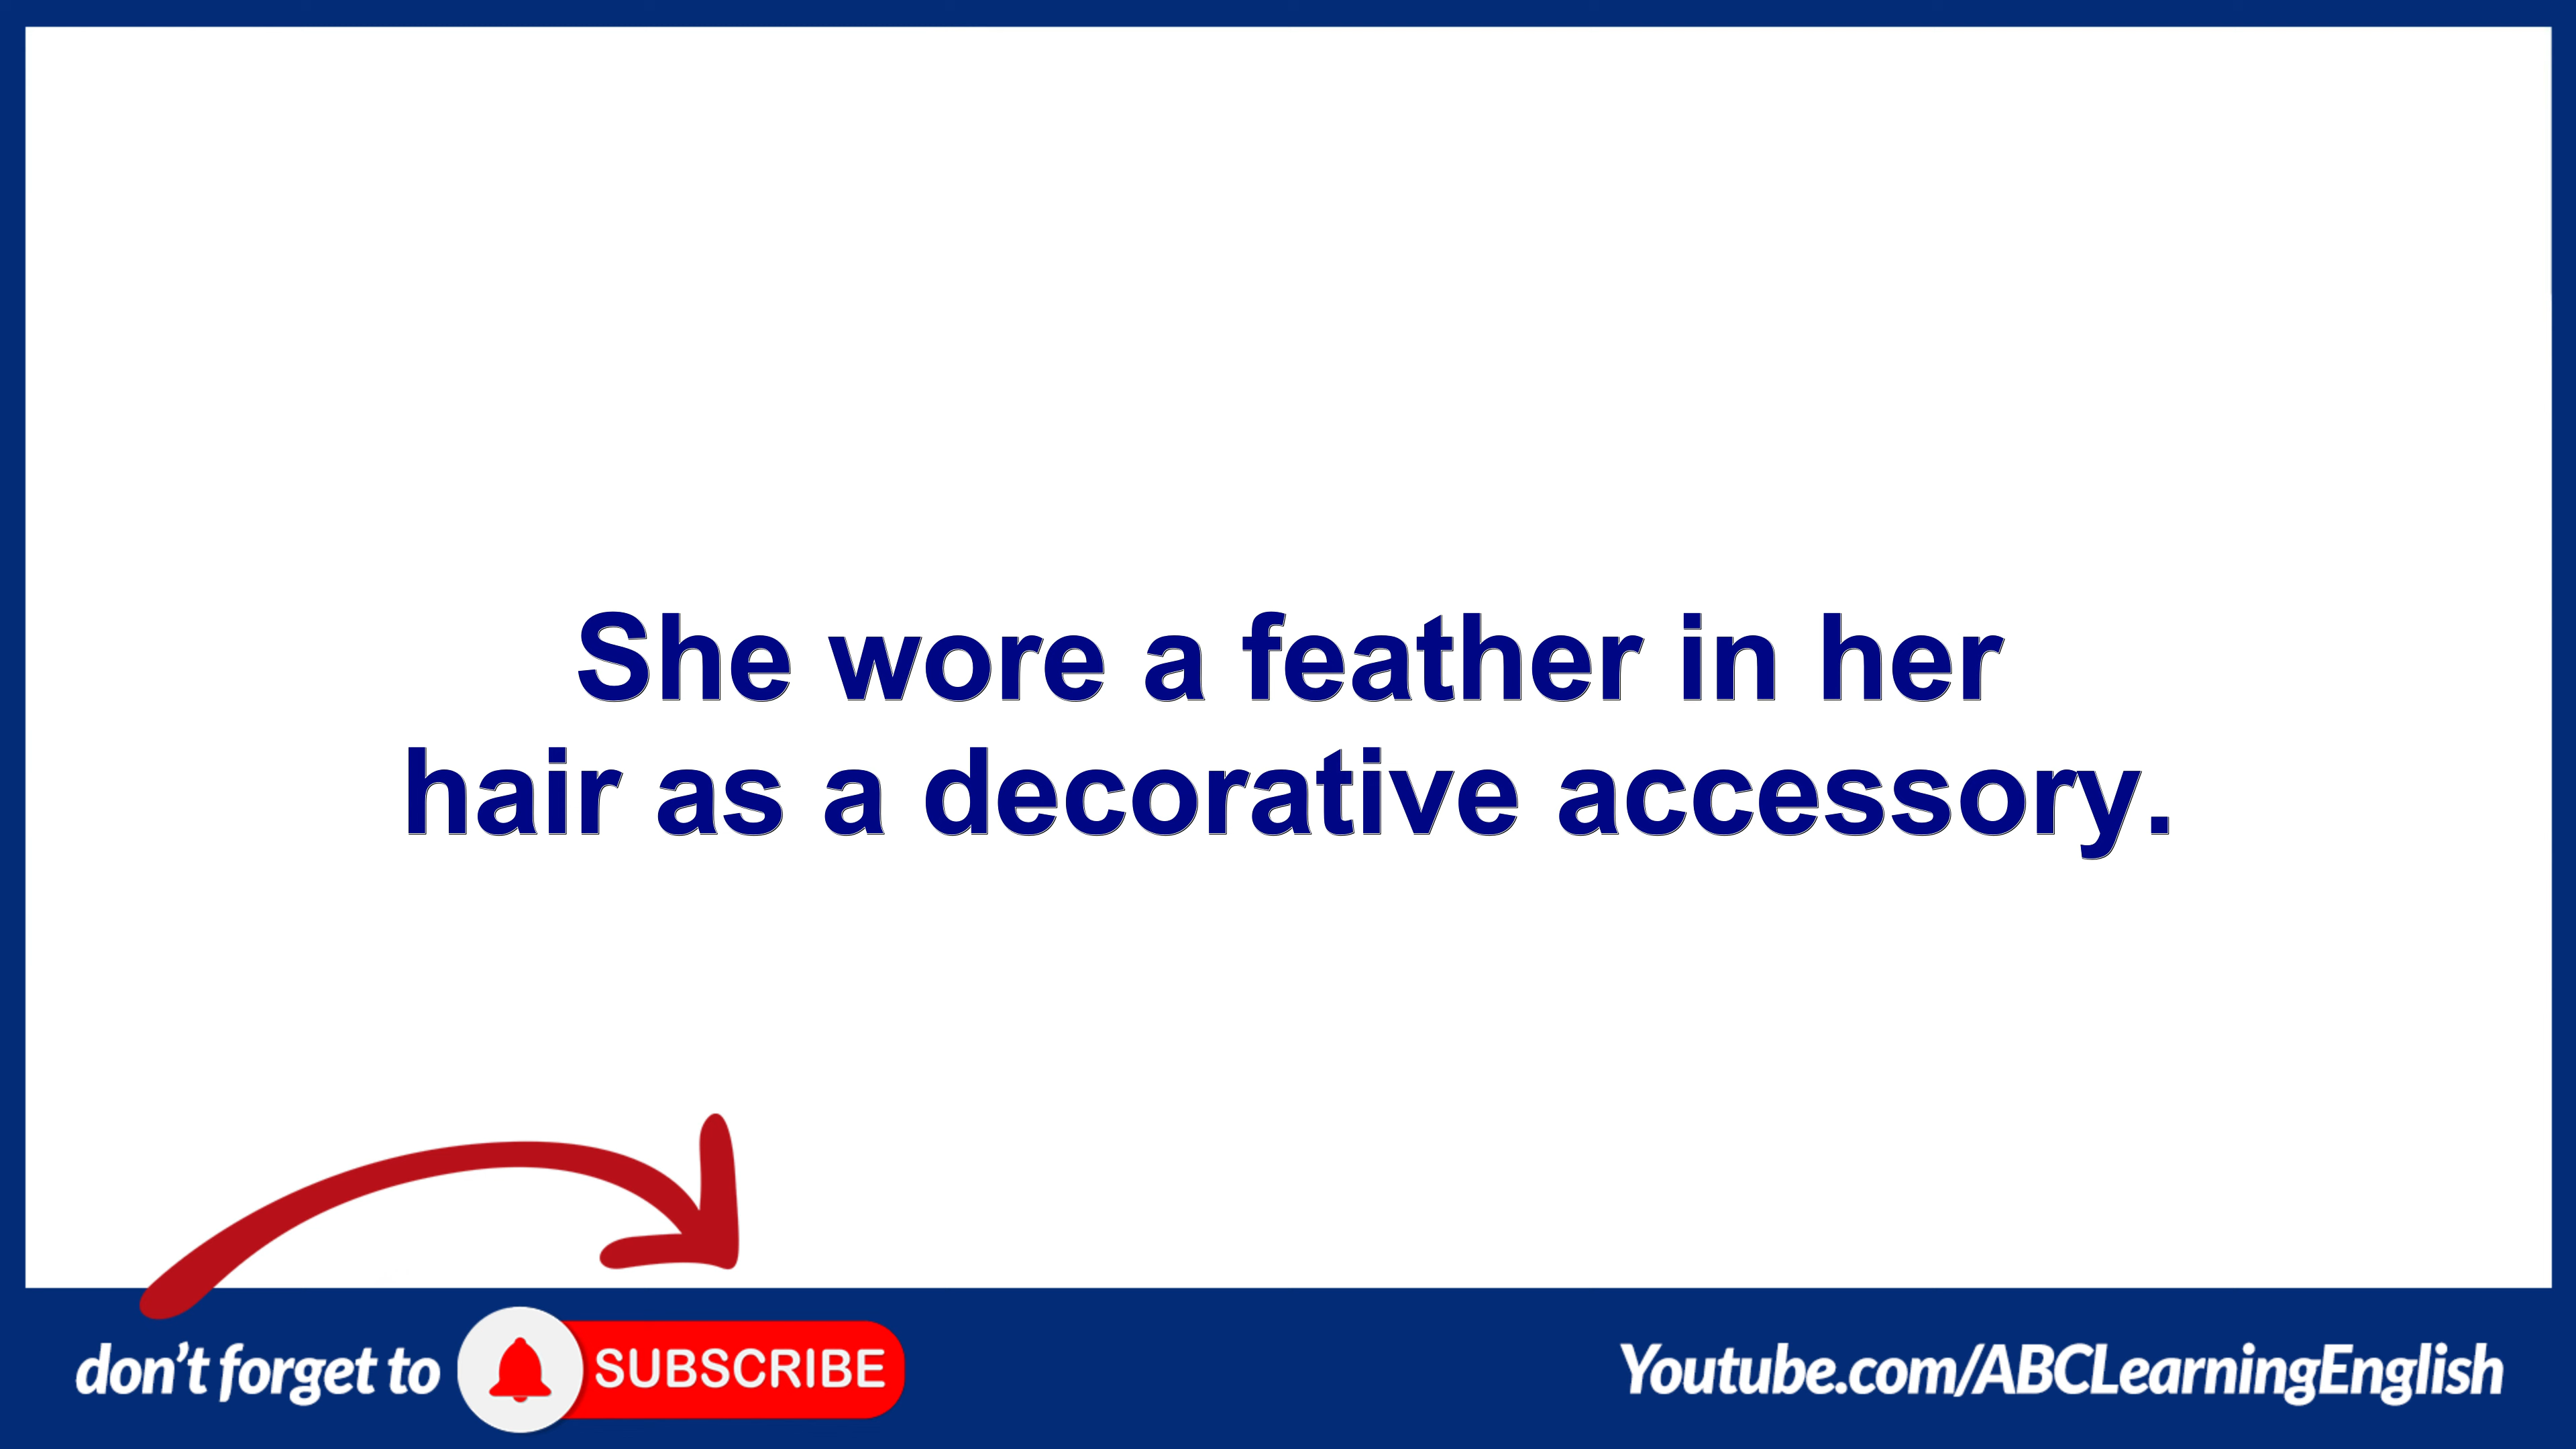 She wore a feather in her
hair as a decorative accessory.
don't forget to SUBSCRIBE
Youtube.com/ABCLearningEnglish